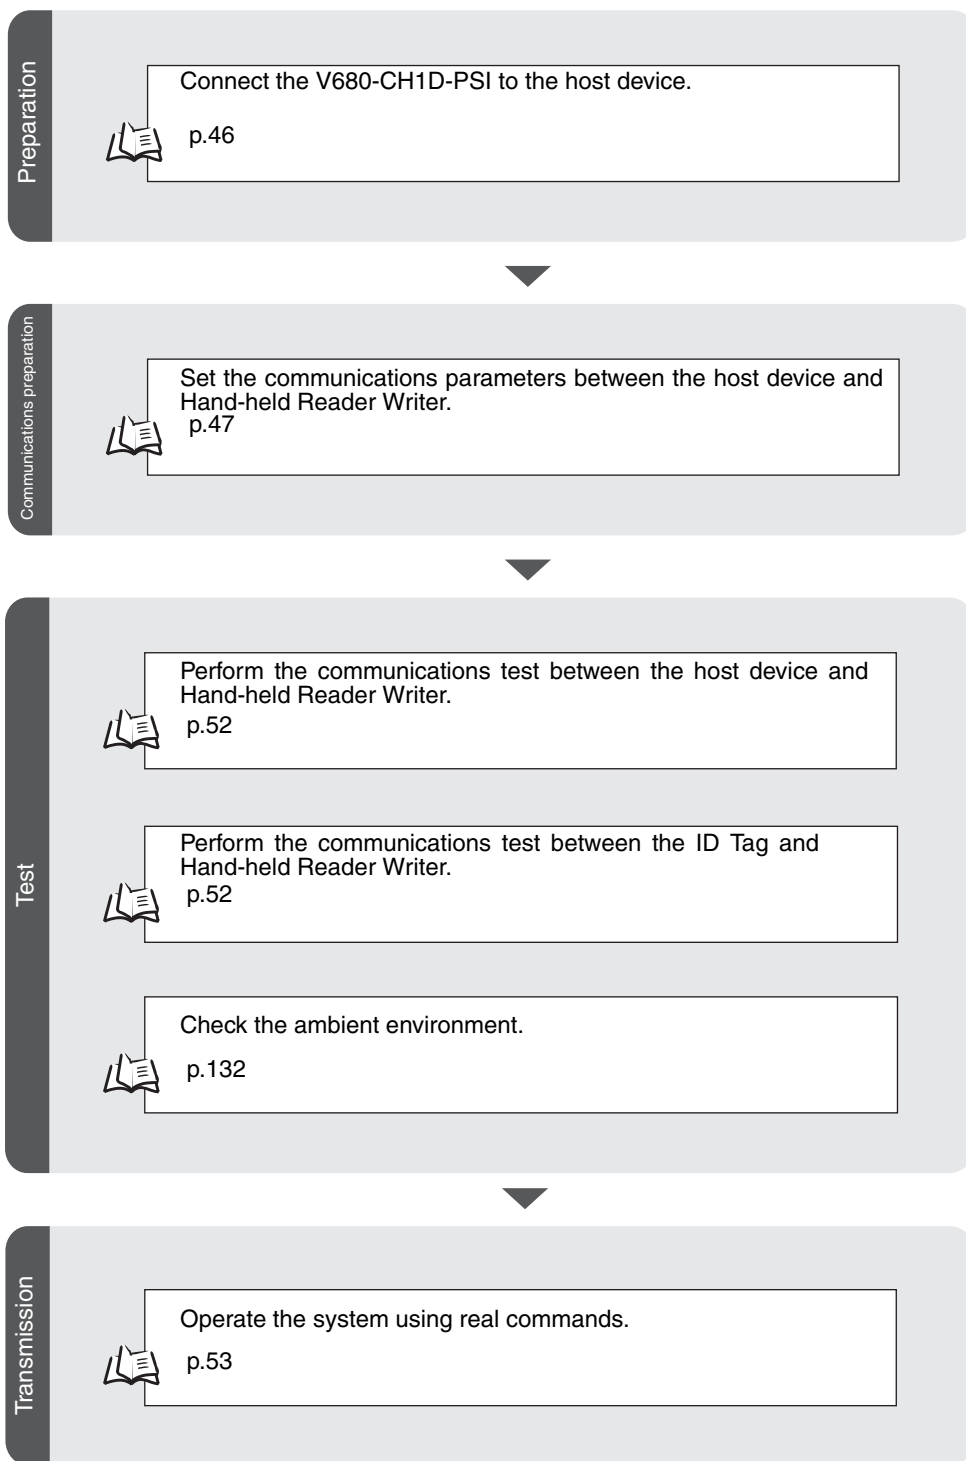 Preparation
Connect the V680-CH1D-PSI to the host device.
p.46
Communications preparation
Set the communications parameters between the host device and
Hand-held Reader Writer.
p.47
Test
Perform the communications test between the host device and
Hand-held Reader Writer.
p.52
Perform the communications test between the ID Tag and
Hand-held Reader Writer.
p.52
Check the ambient environment.
p.132
Transmission
Operate the system using real commands.
p.53